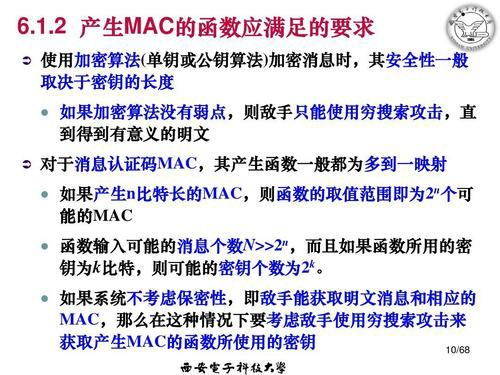 6.1.2 产生MAC的函数应满足的要求
使用加密算法(单钥或公钥算法)加密消息时，其安全性一般
取决于密钥的长度
如果加密算法没有弱点，则敌手只能使用穷搜索攻击，直
到得到有意义的明文
对于消息认证码MAC，其产生函数一般都为多到一映射
如果产生n比特长的MAC，则函数的取值范围即为2ⁿ个可
能的MAC
函数输入可能的消息个数N>>2ⁿ，而且如果函数所用的密
钥为k比特，则可能的密钥个数为2ᵏ。
如果系统不考虑保密性，即敌手能获取明文消息和相应的
MAC，那么在这种情况下要考虑敌手使用穷搜索攻击来
获取产生MAC的函数所使用的密钥
10/68
西安电子科技大学